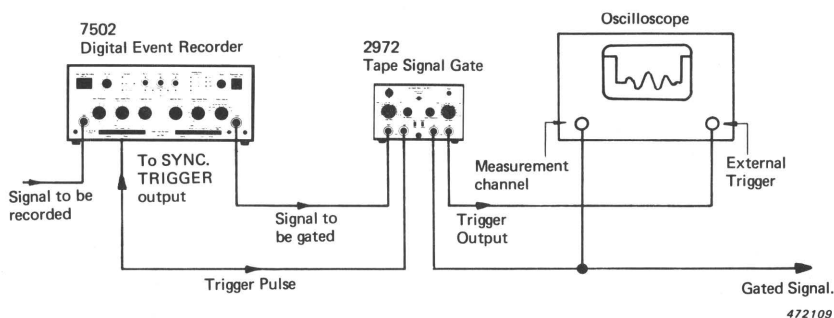 7502
Digital Event Recorder
2972
Tape Signal Gate
Oscilloscope
To SYNC.
TRIGGER
output
Signal to be
recorded
Signal to
be gated
Trigger Pulse
Measurement
channel
Trigger
Output
External
Trigger
Gated Signal.
472109